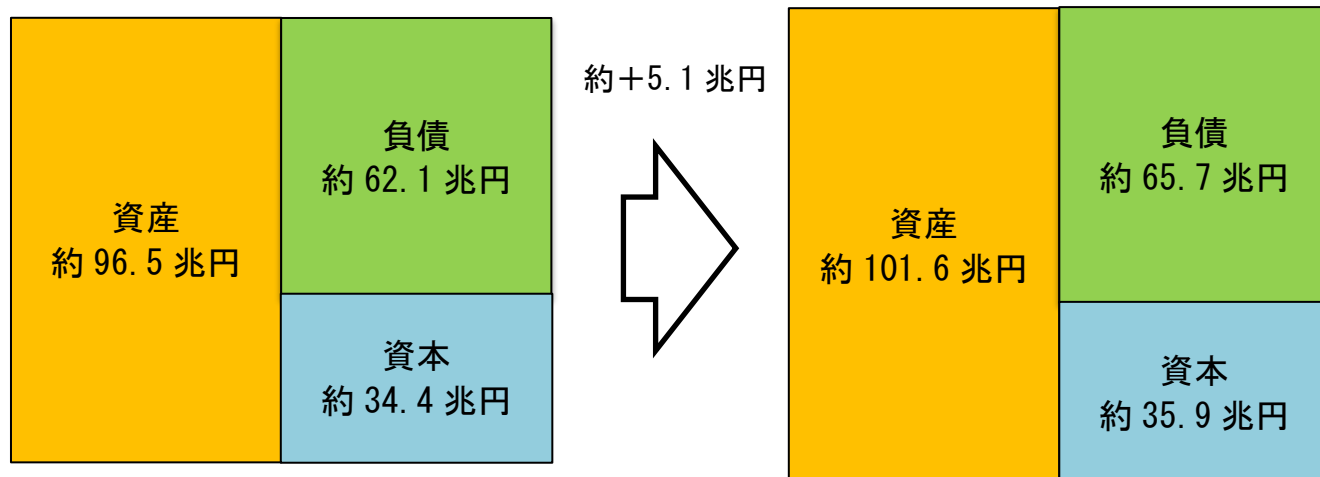 資産
約 96.5 兆円
負債
約 62.1 兆円
資本
約 34.4 兆円
約＋5.1 兆円
資産
約 101.6 兆円
負債
約 65.7 兆円
資本
約 35.9 兆円